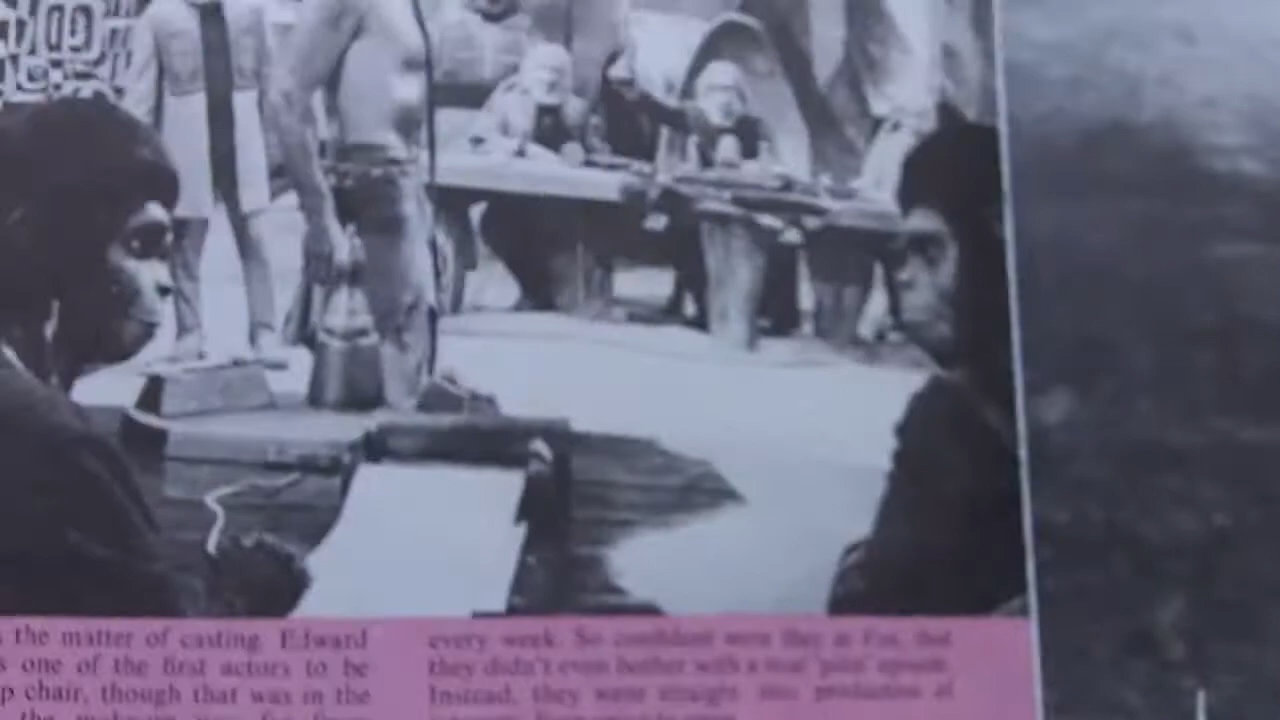 the matter of casting. Edward
one of the first actors to be
p chair, though that was in the
the makeup
every week. So confident were they at Fox, that
they didn't even bother with a real 'pilot' episode.
Instead, they went straight into production of